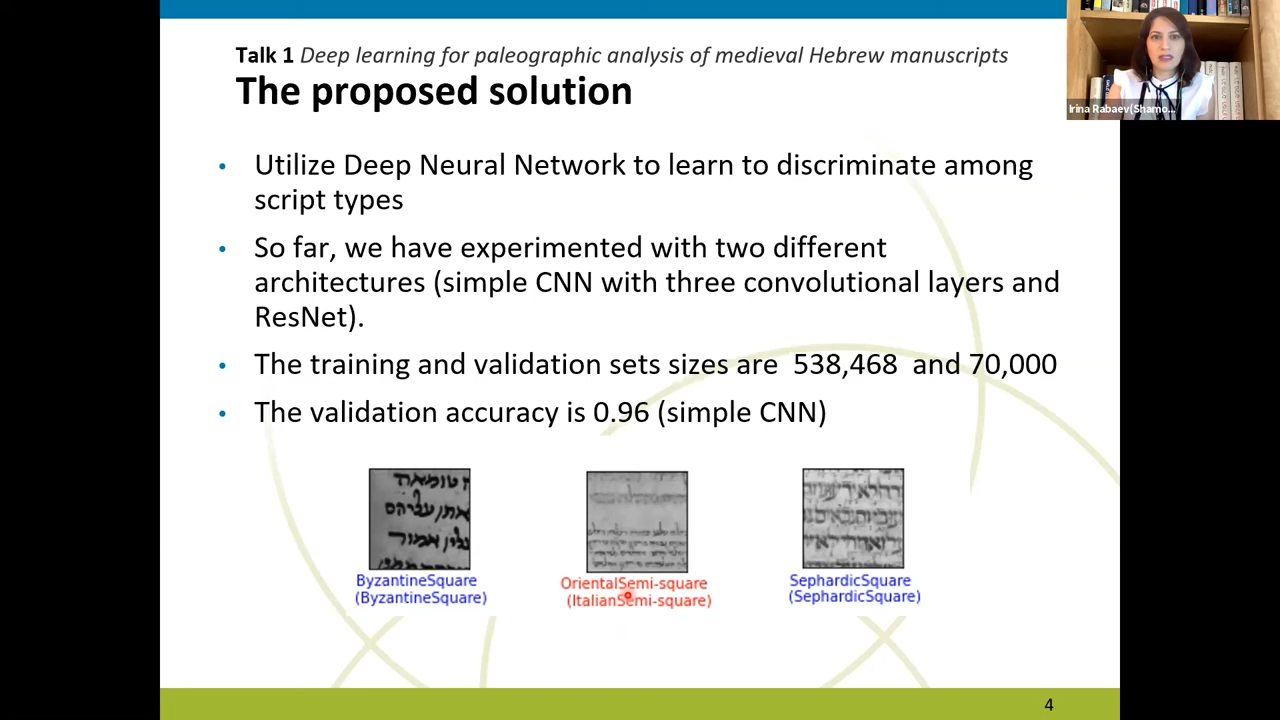 Talk 1 Deep learning for paleographic analysis of medieval Hebrew manuscripts
The proposed solution
Irina Rabaev(Shamo...
• Utilize Deep Neural Network to learn to discriminate among
script types
• So far, we have experimented with two different
architectures (simple CNN with three convolutional layers and
ResNet).
• The training and validation sets sizes are 538,468 and 70,000
• The validation accuracy is 0.96 (simple CNN)
ByzantineSquare
(ByzantineSquare)
OrientalSemi-square
(ItalianSemi-square)
SephardicSquare
(SephardicSquare)
4